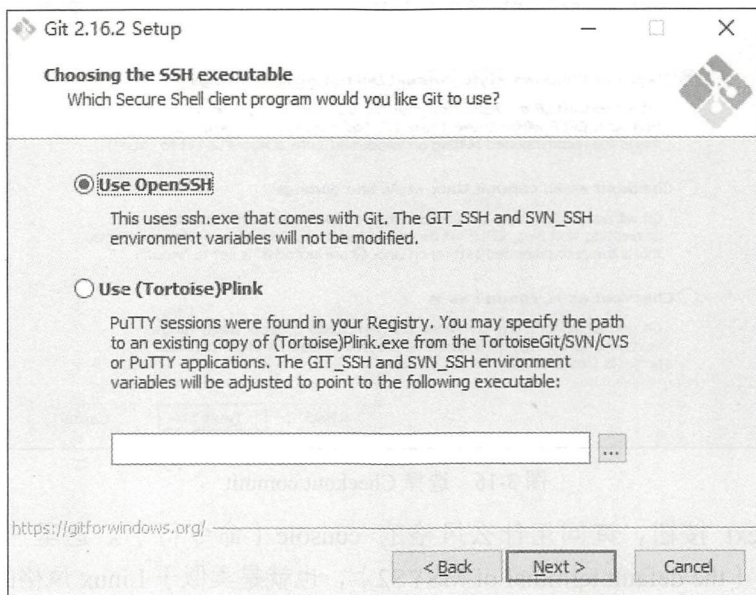 Git 2.16.2 Setup
Choosing the SSH executable
Which Secure Shell client program would you like Git to use?
Use OpenSSH
This uses ssh.exe that comes with Git. The GIT_SSH and SVN_SSH
environment variables will not be modified.
Use (Tortoise)Plink
PuTTY sessions were found in your Registry. You may specify the path
to an existing copy of (Tortoise)Plink.exe from the TortoiseGit/SVN/CVS
or PuTTY applications. The GIT_SSH and SVN_SSH environment
variables will be adjusted to point to the following executable:
...
https://gitforwindows.org/
< Back
Next >
Cancel